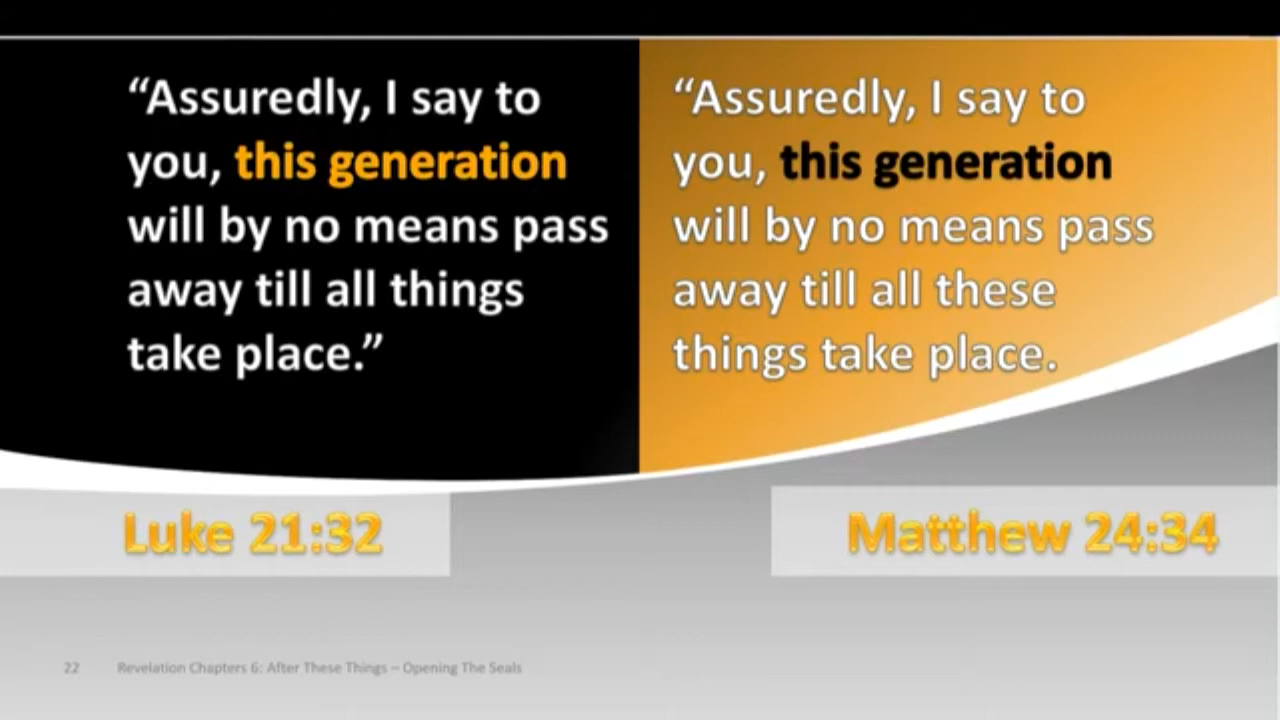 “Assuredly, I say to
you, this generation
will by no means pass
away till all things
take place.”
Luke 21:32
“Assuredly, I say to
you, this generation
will by no means pass
away till all these
things take place.
Matthew 24:34
22 Revelation Chapters 6: After These Things – Opening The Seals